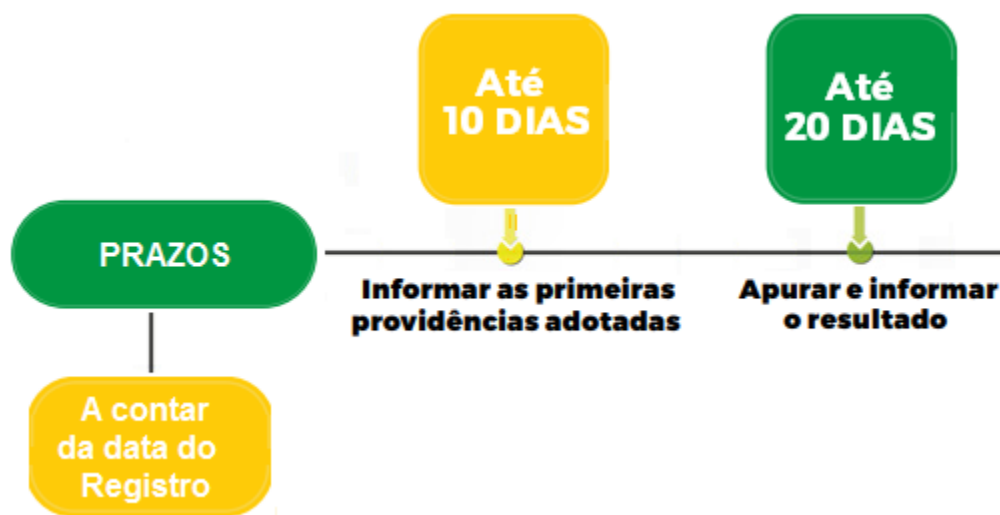 Até
10 DIAS
Até
20 DIAS
PRAZOS
Informar as primeiras
providências adotadas
Apurar e informar
o resultado
A contar
da data do
Registro